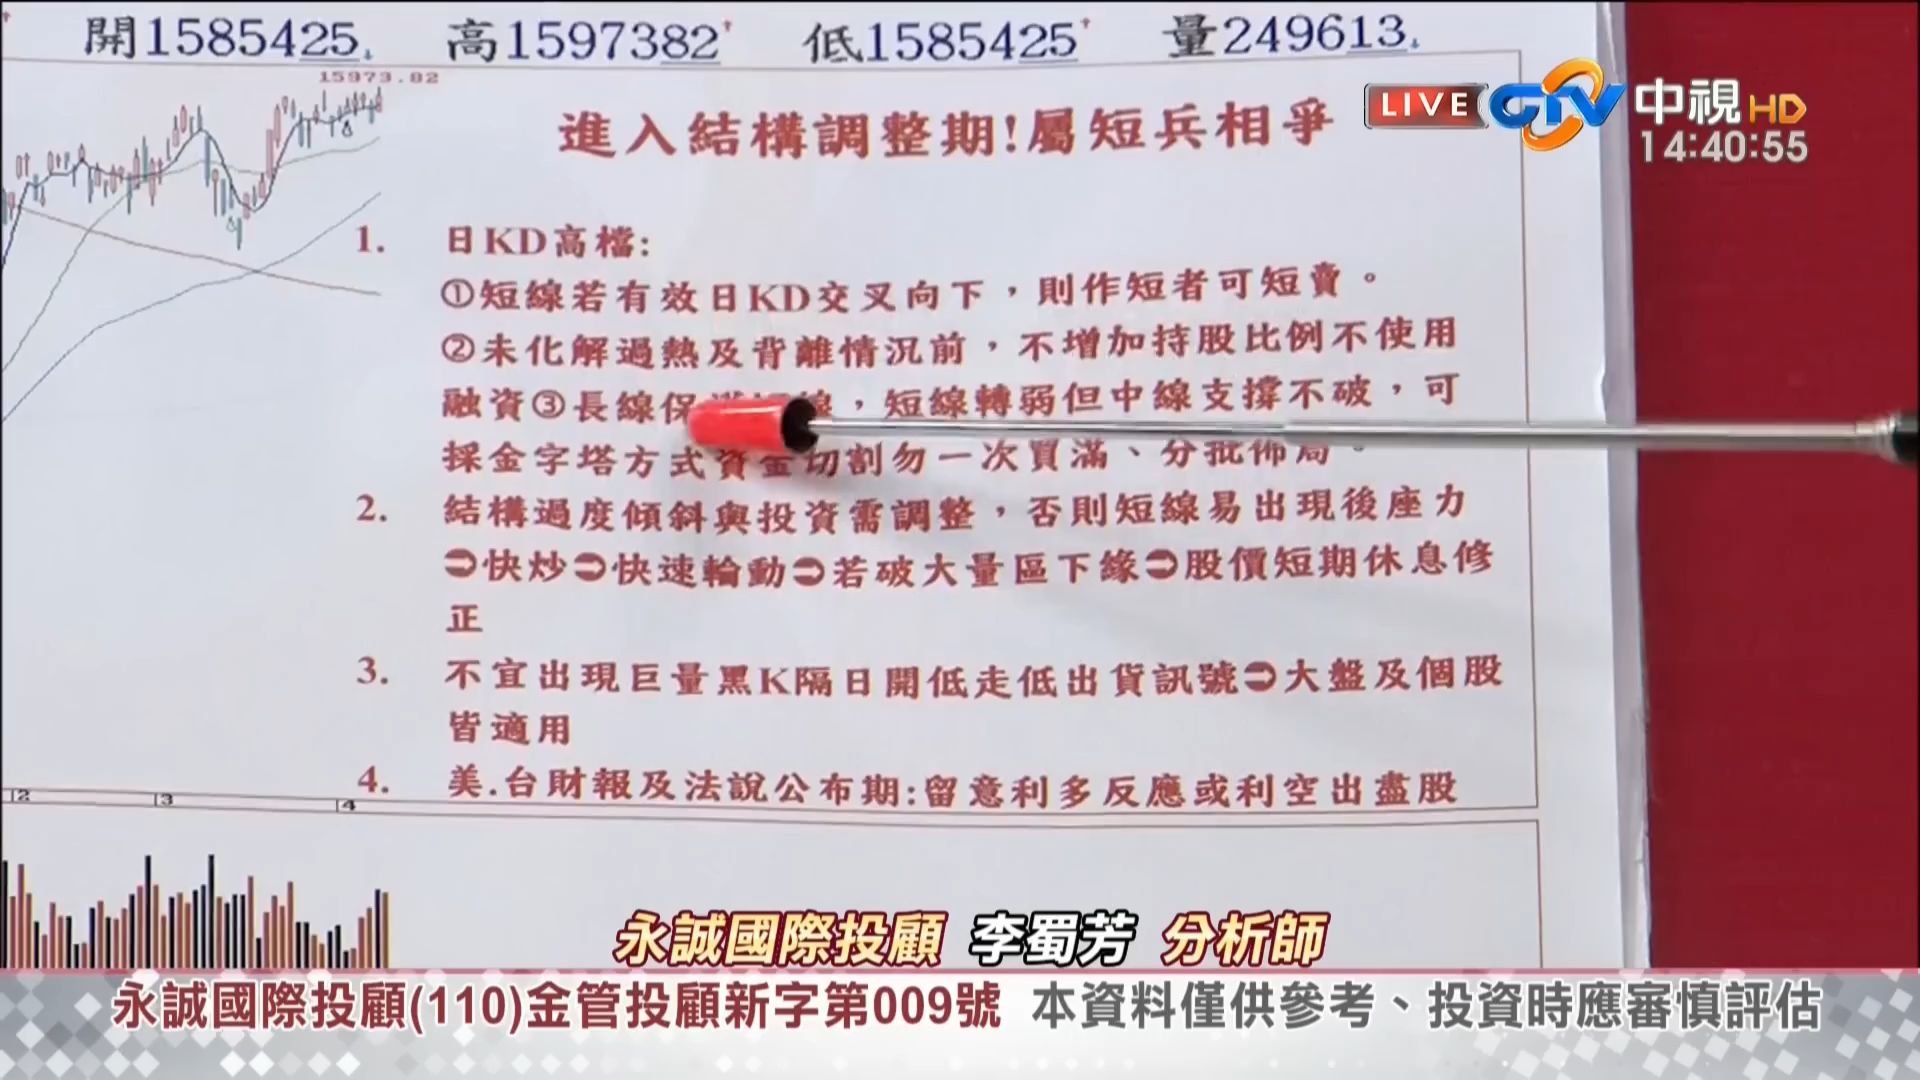 開1585425 高1597382 低1585425 量249613
15973.82
LIVE CTV 中視 HD
14:40:55
進入結構調整期!屬短兵相爭
1. 日KD高檔:
①短線若有效日KD交叉向下，則作短者可短賣。
②未化解過熱及背離情況前，不增加持股比例不使用
融資③長線保 線，短線轉弱但中線支撐不破，可
採金字塔方式資金切割勿一次買滿、分批佈局。
2. 結構過度傾斜與投資需調整，否則短線易出現後座力
➲快炒➲快速輪動➲若破大量區下緣➲股價短期休息修
正
3. 不宜出現巨量黑K隔日開低走低出貨訊號➲大盤及個股
皆適用
4. 美.台財報及法說公布期:留意利多反應或利空出盡股
2 3 4
永誠國際投顧 李蜀芳 分析師
永誠國際投顧(110)金管投顧新字第009號 本資料僅供參考、投資時應審慎評估